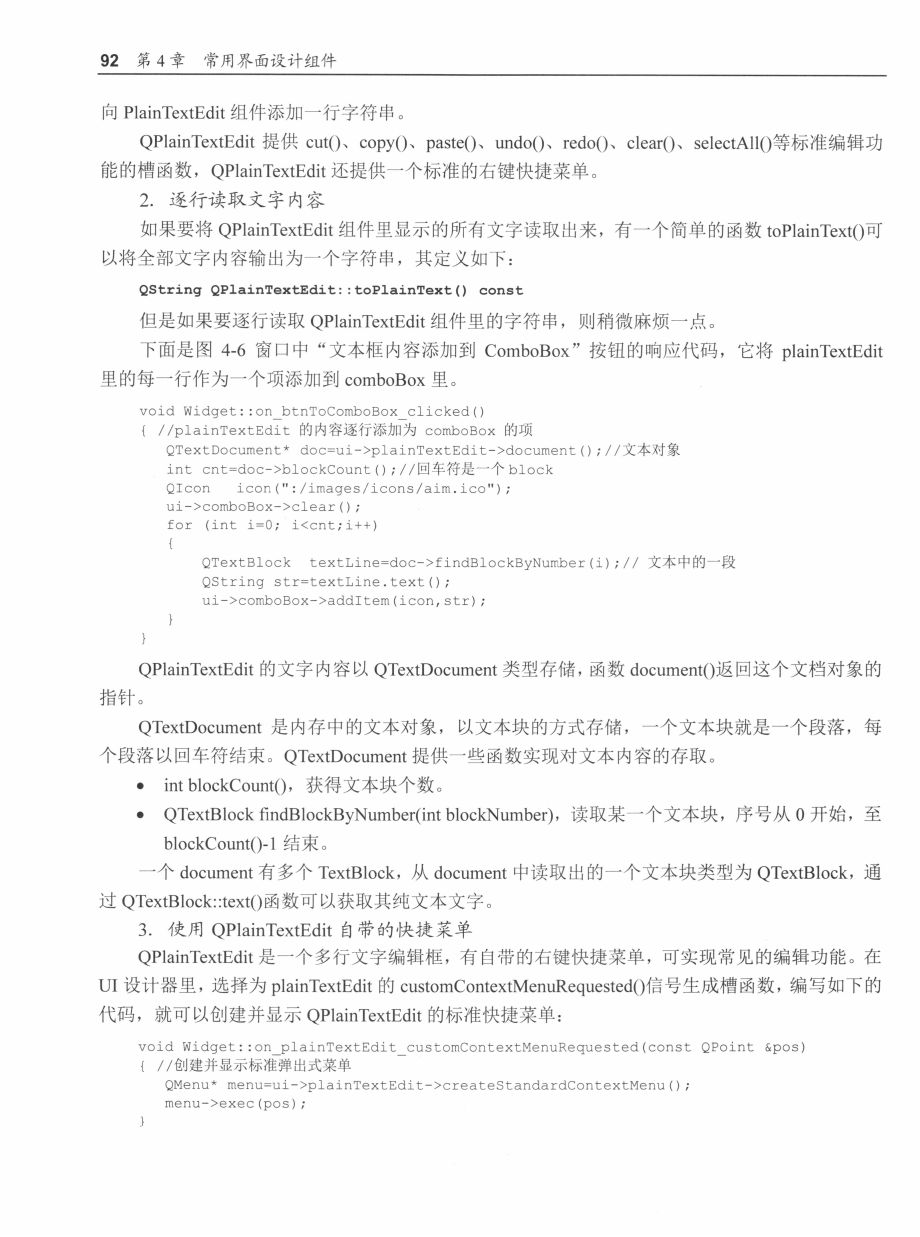 92 第 4 章 常用界面设计组件
向 PlainTextEdit 组件添加一行字符串。
QPlainTextEdit 提供 cut()、copy()、paste()、undo()、redo()、clear()、selectAll()等标准编辑功
能的槽函数，QPlainTextEdit 还提供一个标准的右键快捷菜单。
2. 逐行读取文字内容
如果要将 QPlainTextEdit 组件里显示的所有文字读取出来，有一个简单的函数 toPlainText()可
以将全部文字内容输出为一个字符串，其定义如下：
QString QPlainTextEdit::toPlainText() const
但是如果要逐行读取 QPlainTextEdit 组件里的字符串，则稍微麻烦一点。
下面是图 4-6 窗口中“文本框内容添加到 ComboBox”按钮的响应代码，它将 plainTextEdit
里的每一行作为一个项添加到 comboBox 里。
void Widget::on_btnToComboBox_clicked()
{ //plainTextEdit 的内容逐行添加为 comboBox 的项
QTextDocument* doc=ui->plainTextEdit->document();//文本对象
int cnt=doc->blockCount();//回车符是一个block
QIcon icon(":/images/icons/aim.ico");
ui->comboBox->clear();
for (int i=0; i<cnt;i++)
{
QTextBlock textLine=doc->findBlockByNumber(i);// 文本中的一段
QString str=textLine.text();
ui->comboBox->addItem(icon,str);
}
}
QPlainTextEdit 的文字内容以 QTextDocument 类型存储，函数 document()返回这个文档对象的
指针。
QTextDocument 是内存中的文本对象，以文本块的方式存储，一个文本块就是一个段落，每
个段落以回车符结束。QTextDocument 提供一些函数实现对文本内容的存取。
● int blockCount()，获得文本块个数。
● QTextBlock findBlockByNumber(int blockNumber)，读取某一个文本块，序号从 0 开始，至
blockCount()-1 结束。
一个 document 有多个 TextBlock，从 document 中读取出的一个文本块类型为 QTextBlock，通
过 QTextBlock::text()函数可以获取其纯文本文字。
3. 使用 QPlainTextEdit 自带的快捷菜单
QPlainTextEdit 是一个多行文字编辑框，有自带的右键快捷菜单，可实现常见的编辑功能。在
UI 设计器里，选择为 plainTextEdit 的 customContextMenuRequested()信号生成槽函数，编写如下的
代码，就可以创建并显示 QPlainTextEdit 的标准快捷菜单：
void Widget::on_plainTextEdit_customContextMenuRequested(const QPoint &pos)
{ //创建并显示标准弹出式菜单
QMenu* menu=ui->plainTextEdit->createStandardContextMenu();
menu->exec(pos);
}